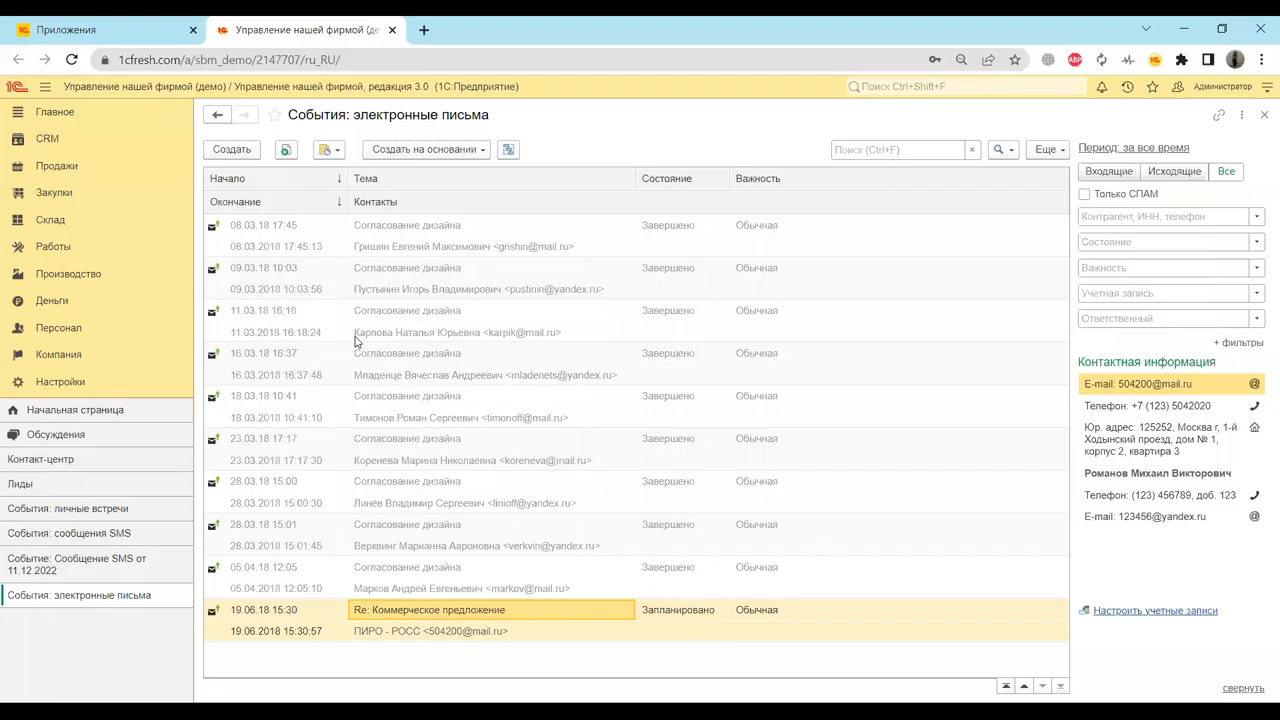 Приложения
Управление нашей фирмой (де
1cfresh.com/a/sbm_demo/2147707/ru_RU/
ABP
Управление нашей фирмой (демо) / Управление нашей фирмой, редакция 3.0 (1С:Предприятие)
Поиск Ctrl+Shift+F
Администратор
Главное
CRM
Продажи
Закупки
Склад
Работы
Производство
Деньги
Персонал
Компания
Настройки
Начальная страница
Обсуждения
Контакт-центр
Лиды
События: личные встречи
События: сообщения SMS
Событие: Сообщение SMS от
11.12.2022
События: электронные письма
События: электронные письма
Создать
Создать на основании
Поиск (Ctrl+F)
Еще
Начало Тема Состояние Важность
Окончание Контакты
08.03.18 17:45 Согласование дизайна Завершено Обычная
08.03.2018 17:45:13 Гришин Евгений Максимович <grishin@mail.ru>
09.03.18 10:03 Согласование дизайна Завершено Обычная
09.03.2018 10:03:56 Пустынин Игорь Владимирович <pustinin@yandex.ru>
11.03.18 16:18 Согласование дизайна Завершено Обычная
11.03.2018 16:18:24 Карпова Наталья Юрьевна <karpik@mail.ru>
16.03.18 16:37 Согласование дизайна Завершено Обычная
16.03.2018 16:37:48 Младенце Вячеслав Андреевич <mladenets@yandex.ru>
18.03.18 10:41 Согласование дизайна Завершено Обычная
18.03.2018 10:41:10 Тимонов Роман Сергеевич <timonoff@mail.ru>
23.03.18 17:17 Согласование дизайна Завершено Обычная
23.03.2018 17:17:30 Коренева Марина Николаевна <koreneva@mail.ru>
28.03.18 15:00 Согласование дизайна Завершено Обычная
28.03.2018 15:00:30 Линёв Владимир Сергеевич <linioff@yandex.ru>
28.03.18 15:01 Согласование дизайна Завершено Обычная
28.03.2018 15:01:45 Верквинг Марианна Аароновна <verkvin@yandex.ru>
05.04.18 12:05 Согласование дизайна Завершено Обычная
05.04.2018 12:05:10 Марков Андрей Евгеньевич <markov@mail.ru>
19.06.18 15:30 Re: Коммерческое предложение Запланировано Обычная
19.06.2018 15:30:57 ПИРО - РОСС <504200@mail.ru>
Период: за все время
Входящие Исходящие Все
Только СПАМ
Контрагент, ИНН, телефон
Состояние
Важность
Учетная запись
Ответственный
+ фильтры
Контактная информация
E-mail: 504200@mail.ru
Телефон: +7 (123) 5042020
Юр. адрес: 125252, Москва г, 1-й
Ходынский проезд, дом № 1,
корпус 2, квартира 3
Романов Михаил Викторович
Телефон: (123) 456789, доб. 123
E-mail: 123456@yandex.ru
Настроить учетные записи
свернуть